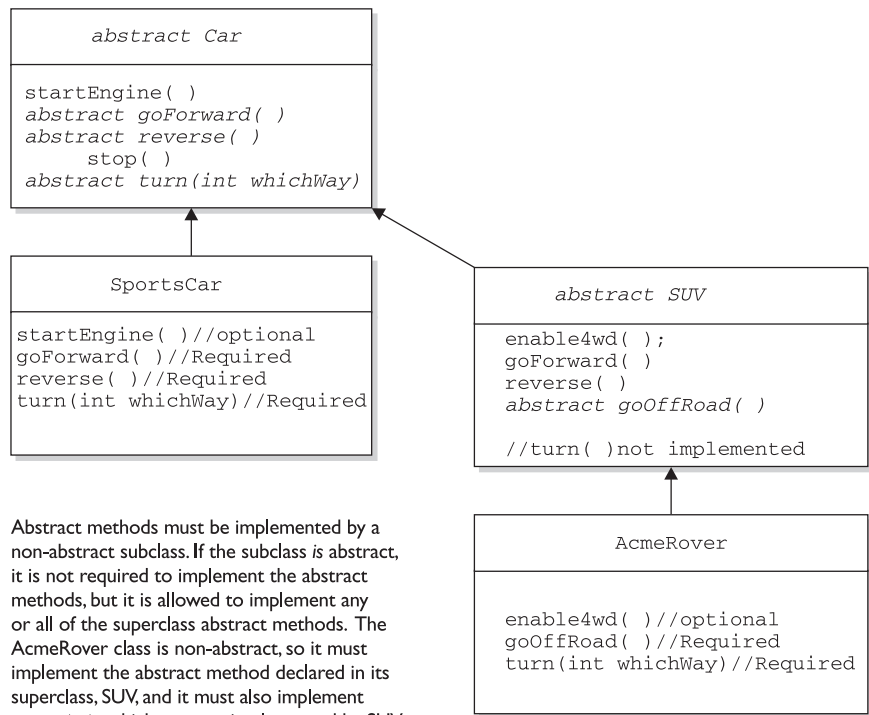 abstract Car
startEngine( )
abstract goForward( )
abstract reverse( )
stop( )
abstract turn(int whichWay)
SportsCar
startEngine( )//optional
goForward( )//Required
reverse( )//Required
turn(int whichWay)//Required
abstract SUV
enable4wd( );
goForward( )
reverse( )
abstract goOffRoad( )
//turn( )not implemented
AcmeRover
enable4wd( )//optional
goOffRoad( )//Required
turn(int whichWay)//Required
Abstract methods must be implemented by a
non-abstract subclass. If the subclass is abstract,
it is not required to implement the abstract
methods, but it is allowed to implement any
or all of the superclass abstract methods. The
AcmeRover class is non-abstract, so it must
implement the abstract method declared in its
superclass, SUV, and it must also implement